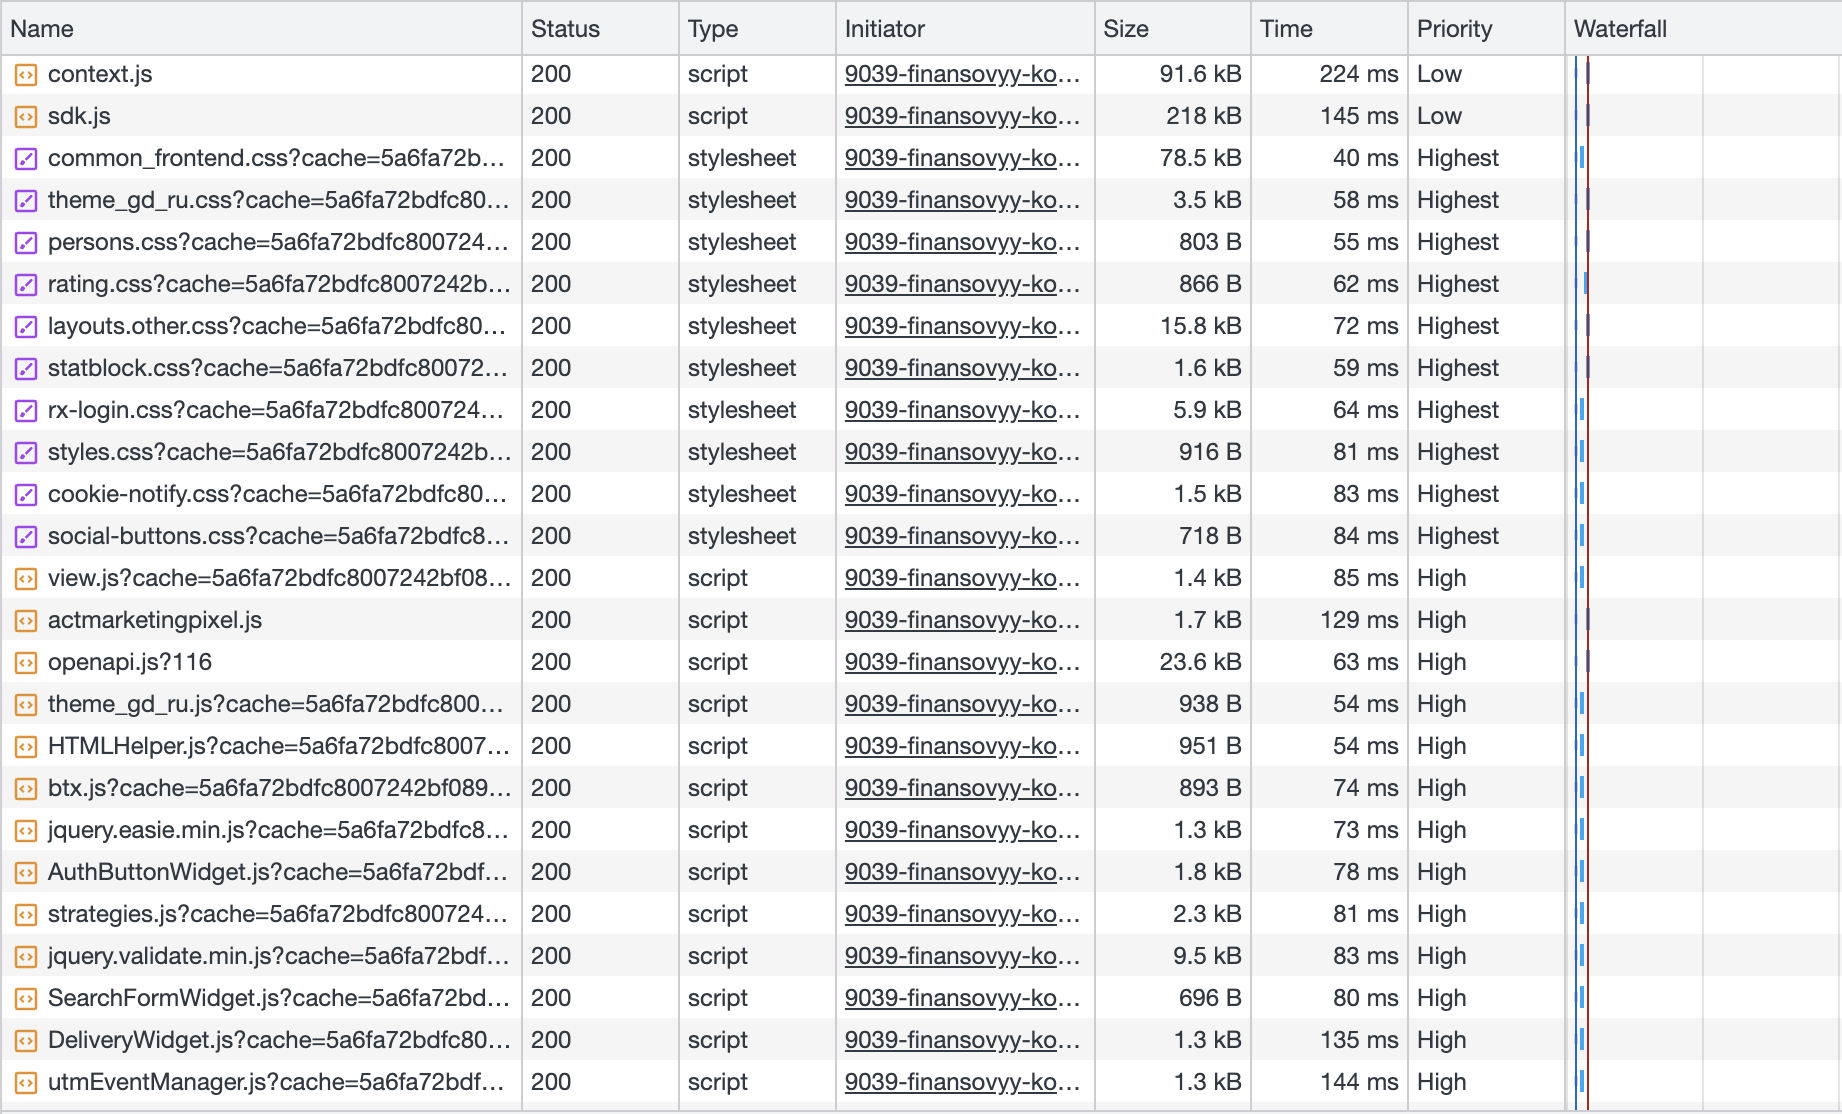 Name Status Type Initiator Size Time Priority Waterfall
context.js 200 script 9039-finansovyy-ko… 91.6 kB 224 ms Low
sdk.js 200 script 9039-finansovyy-ko… 218 kB 145 ms Low
common_frontend.css?cache=5a6fa72b… 200 stylesheet 9039-finansovyy-ko… 78.5 kB 40 ms Highest
theme_gd_ru.css?cache=5a6fa72bdfc80… 200 stylesheet 9039-finansovyy-ko… 3.5 kB 58 ms Highest
persons.css?cache=5a6fa72bdfc800724… 200 stylesheet 9039-finansovyy-ko… 803 B 55 ms Highest
rating.css?cache=5a6fa72bdfc8007242b… 200 stylesheet 9039-finansovyy-ko… 866 B 62 ms Highest
layouts.other.css?cache=5a6fa72bdfc80… 200 stylesheet 9039-finansovyy-ko… 15.8 kB 72 ms Highest
statblock.css?cache=5a6fa72bdfc80072… 200 stylesheet 9039-finansovyy-ko… 1.6 kB 59 ms Highest
rx-login.css?cache=5a6fa72bdfc800724… 200 stylesheet 9039-finansovyy-ko… 5.9 kB 64 ms Highest
styles.css?cache=5a6fa72bdfc8007242b… 200 stylesheet 9039-finansovyy-ko… 916 B 81 ms Highest
cookie-notify.css?cache=5a6fa72bdfc80… 200 stylesheet 9039-finansovyy-ko… 1.5 kB 83 ms Highest
social-buttons.css?cache=5a6fa72bdfc8… 200 stylesheet 9039-finansovyy-ko… 718 B 84 ms Highest
view.js?cache=5a6fa72bdfc8007242bf08… 200 script 9039-finansovyy-ko… 1.4 kB 85 ms High
actmarketingpixel.js 200 script 9039-finansovyy-ko… 1.7 kB 129 ms High
openapi.js?116 200 script 9039-finansovyy-ko… 23.6 kB 63 ms High
theme_gd_ru.js?cache=5a6fa72bdfc800… 200 script 9039-finansovyy-ko… 938 B 54 ms High
HTMLHelper.js?cache=5a6fa72bdfc8007… 200 script 9039-finansovyy-ko… 951 B 54 ms High
btx.js?cache=5a6fa72bdfc8007242bf089… 200 script 9039-finansovyy-ko… 893 B 74 ms High
jquery.easie.min.js?cache=5a6fa72bdfc8… 200 script 9039-finansovyy-ko… 1.3 kB 73 ms High
AuthButtonWidget.js?cache=5a6fa72bdf… 200 script 9039-finansovyy-ko… 1.8 kB 78 ms High
strategies.js?cache=5a6fa72bdfc800724… 200 script 9039-finansovyy-ko… 2.3 kB 81 ms High
jquery.validate.min.js?cache=5a6fa72bdf… 200 script 9039-finansovyy-ko… 9.5 kB 83 ms High
SearchFormWidget.js?cache=5a6fa72bd… 200 script 9039-finansovyy-ko… 696 B 80 ms High
DeliveryWidget.js?cache=5a6fa72bdfc80… 200 script 9039-finansovyy-ko… 1.3 kB 135 ms High
utmEventManager.js?cache=5a6fa72bdf… 200 script 9039-finansovyy-ko… 1.3 kB 144 ms High